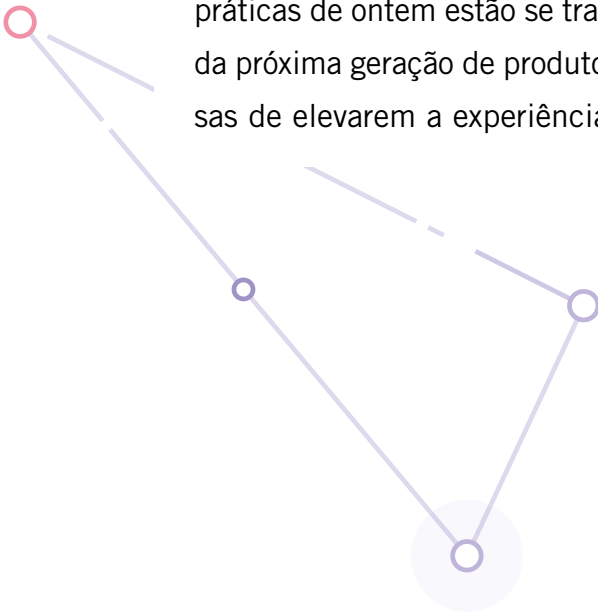 práticas de ontem estão se tra
da próxima geração de produto
sas de elevarem a experiência